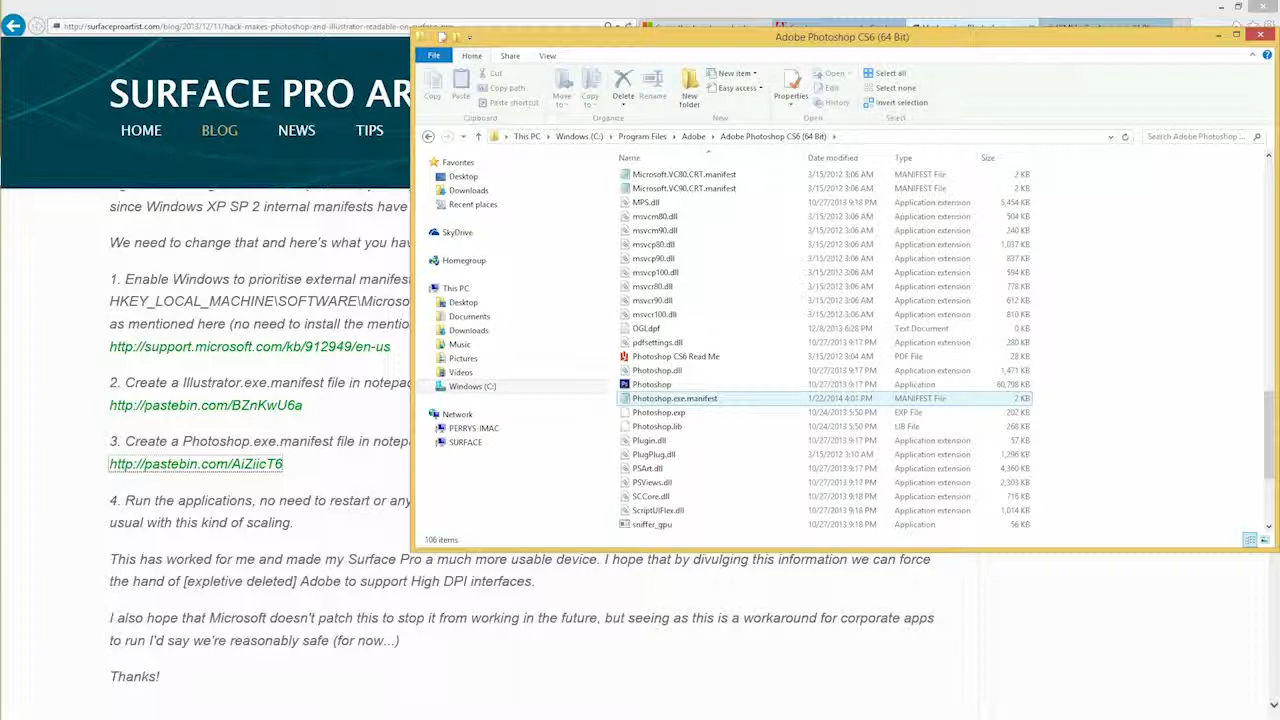 http://surfaceproartist.com/blog/2013/12/11/hack-makes-photoshop-and-illustrator-readable-on-surface-pro
SURFACE PRO AR
HOME BLOG NEWS TIPS
since Windows XP SP 2 internal manifests have
We need to change that and here's what you hav
1. Enable Windows to prioritise external manifest
HKEY_LOCAL_MACHINE\SOFTWARE\Microso
as mentioned here (no need to install the mentio
http://support.microsoft.com/kb/912949/en-us
2. Create a Illustrator.exe.manifest file in notepa
http://pastebin.com/BZnKwU6a
3. Create a Photoshop.exe.manifest file in notep
http://pastebin.com/AiZiicT6
4. Run the applications, no need to restart or any
usual with this kind of scaling.
This has worked for me and made my Surface Pro a much more usable device. I hope that by divulging this information we can force
the hand of [expletive deleted] Adobe to support High DPI interfaces.
I also hope that Microsoft doesn't patch this to stop it from working in the future, but seeing as this is a workaround for corporate apps
to run I'd say we're reasonably safe (for now...)
Thanks!
Adobe Photoshop CS6 (64 Bit)
File Home Share View
Copy Paste Cut Copy path Paste shortcut Clipboard
Move to Copy to Delete Rename Organize
New folder New item Easy access New
Properties Open Edit History Open
Select all Select none Invert selection Select
This PC Windows (C:) Program Files Adobe Adobe Photoshop CS6 (64 Bit)
Search Adobe Photoshop ...
Favorites
Desktop
Downloads
Recent places
SkyDrive
Homegroup
This PC
Desktop
Documents
Downloads
Music
Pictures
Videos
Windows (C:)
Network
PERRYS-IMAC
SURFACE
Name Date modified Type Size
Microsoft.VC80.CRT.manifest 3/15/2012 3:06 AM MANIFEST File 2 KB
Microsoft.VC90.CRT.manifest 3/15/2012 3:06 AM MANIFEST File 2 KB
MPS.dll 10/27/2013 9:18 PM Application extension 5,454 KB
msvcm80.dll 3/15/2012 3:06 AM Application extension 504 KB
msvcm90.dll 3/15/2012 3:06 AM Application extension 240 KB
msvcp80.dll 3/15/2012 3:06 AM Application extension 1,037 KB
msvcp90.dll 3/15/2012 3:06 AM Application extension 837 KB
msvcp100.dll 3/15/2012 3:06 AM Application extension 594 KB
msvcr80.dll 3/15/2012 3:06 AM Application extension 778 KB
msvcr90.dll 3/15/2012 3:06 AM Application extension 612 KB
msvcr100.dll 3/15/2012 3:06 AM Application extension 810 KB
OGLdpf 12/8/2013 6:28 PM Text Document 0 KB
pdfsettings.dll 10/27/2013 9:17 PM Application extension 280 KB
Photoshop CS6 Read Me 3/15/2012 3:04 AM PDF File 28 KB
Photoshop.dll 10/27/2013 9:17 PM Application extension 1,471 KB
Photoshop 10/27/2013 9:17 PM Application 60,798 KB
Photoshop.exe.manifest 1/22/2014 4:01 PM MANIFEST File 2 KB
Photoshop.exp 10/24/2013 5:50 PM EXP File 202 KB
Photoshop.lib 10/24/2013 5:50 PM LIB File 268 KB
Plugin.dll 10/27/2013 9:17 PM Application extension 57 KB
PlugPlug.dll 3/15/2012 3:10 AM Application extension 1,296 KB
PSArt.dll 10/27/2013 9:17 PM Application extension 4,360 KB
PSViews.dll 10/27/2013 9:17 PM Application extension 2,303 KB
SCCore.dll 10/27/2013 9:18 PM Application extension 716 KB
ScriptUIFlex.dll 10/27/2013 9:18 PM Application extension 1,014 KB
sniffer_gpu 10/27/2013 9:18 PM Application 56 KB
106 items